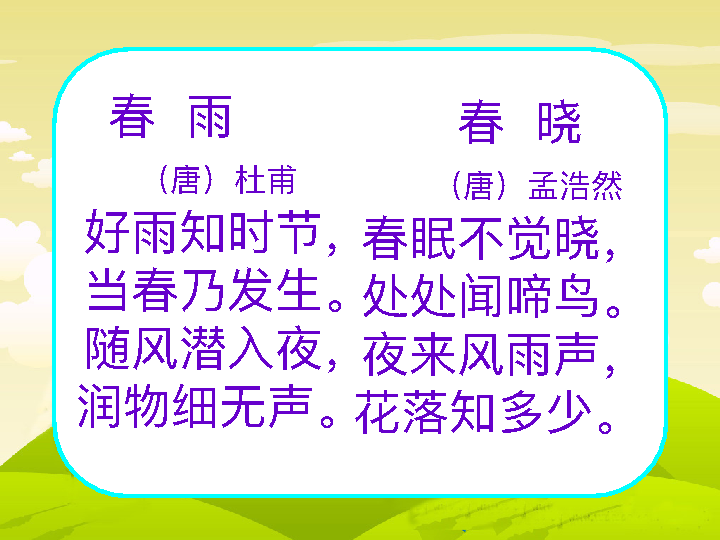 春 雨
（唐）杜甫
好雨知时节，
当春乃发生。
随风潜入夜，
润物细无声。
春 晓
（唐）孟浩然
春眠不觉晓，
处处闻啼鸟。
夜来风雨声，
花落知多少。